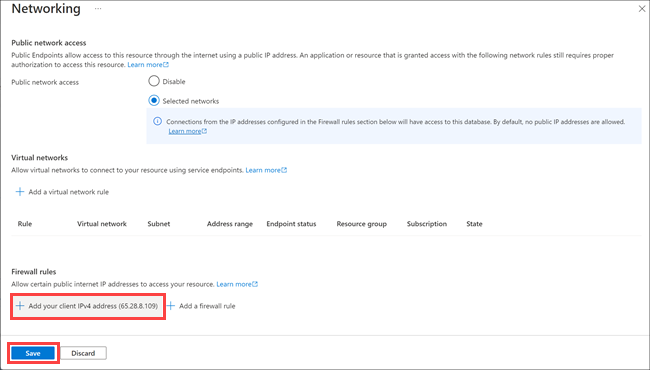 Networking ...
Public network access
Public Endpoints allow access to this resource through the internet using a public IP address. An application or resource that is granted access with the following network rules still requires proper
authorization to access this resource. Learn more
Public network access
Disable
Selected networks
Connections from the IP addresses configured in the Firewall rules section below will have access to this database. By default, no public IP addresses are allowed.
Learn more
Virtual networks
Allow virtual networks to connect to your resource using service endpoints. Learn more
+ Add a virtual network rule
Rule Virtual network Subnet Address range Endpoint status Resource group Subscription State
Firewall rules
Allow certain public internet IP addresses to access your resource. Learn more
+ Add your client IPv4 address (65.28.8.109) + Add a firewall rule
Save Discard